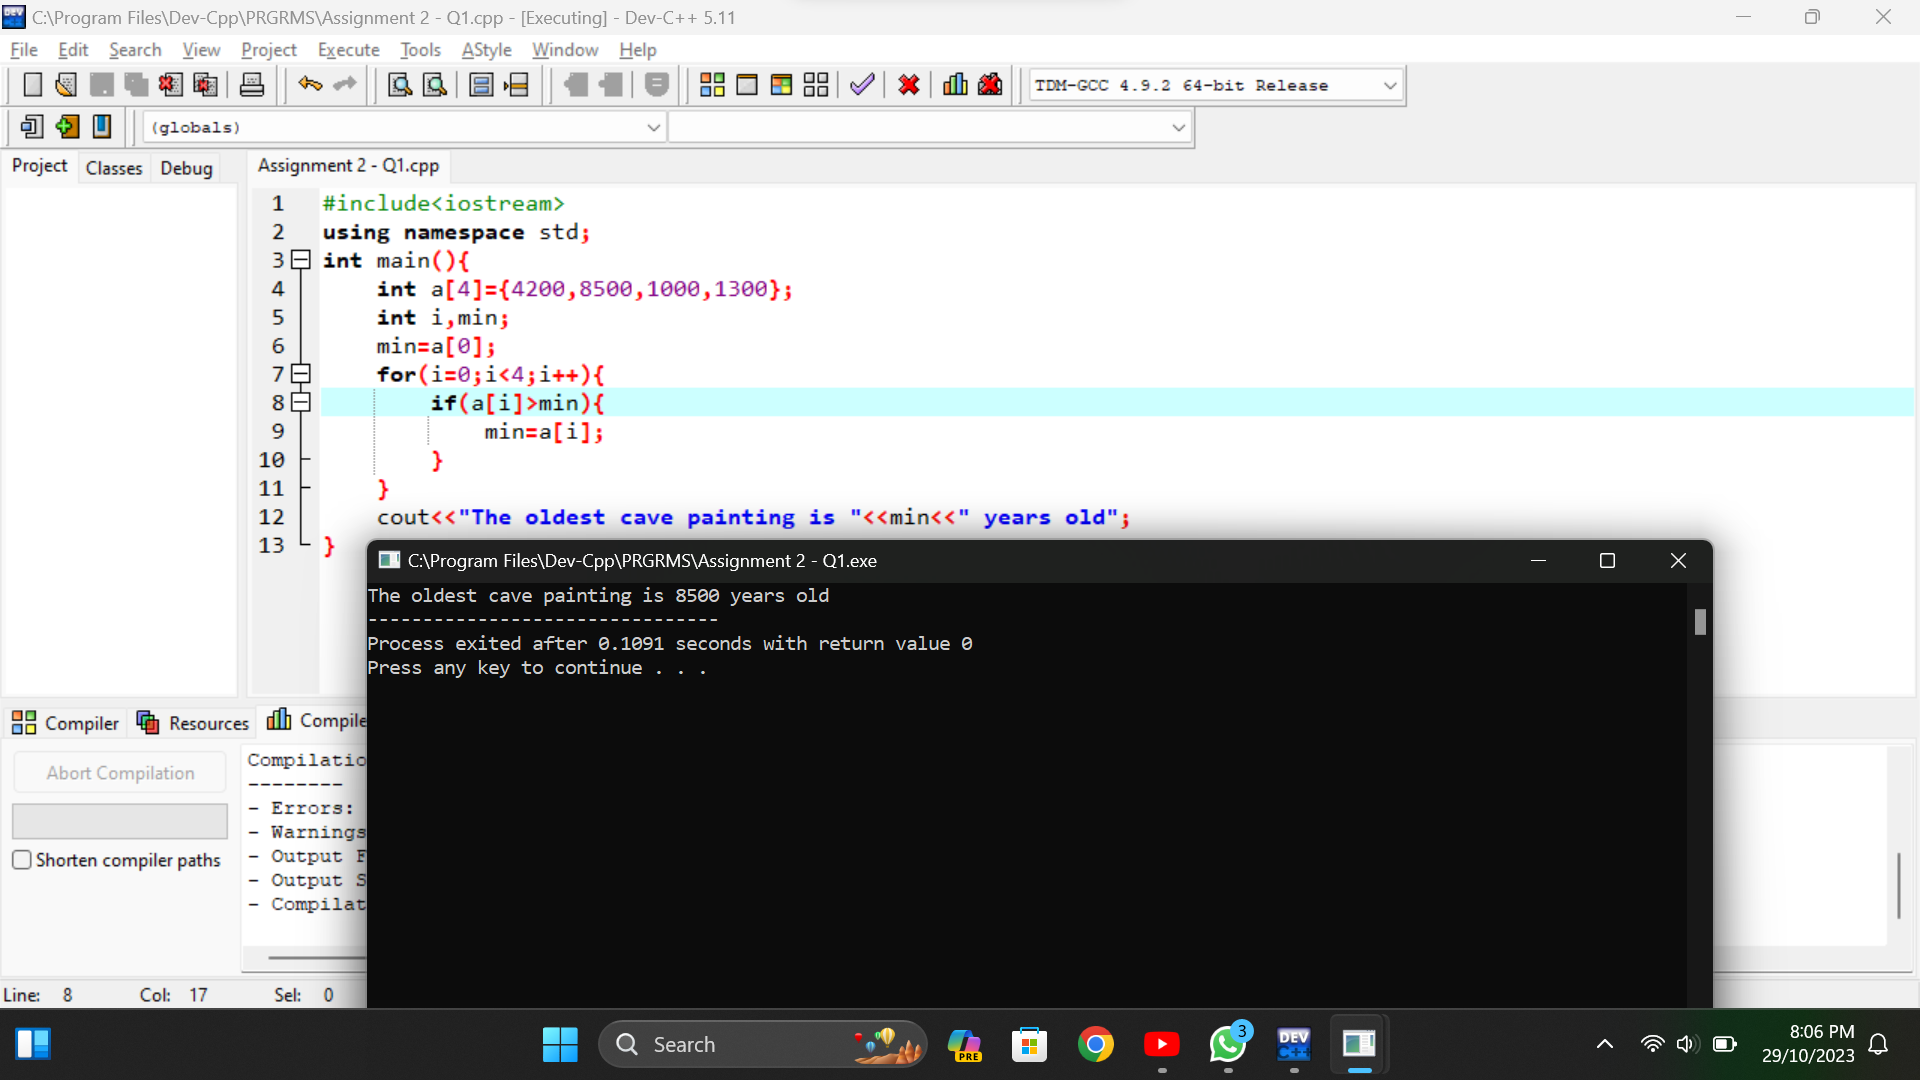 C:\Program Files\Dev-Cpp\PRGRMS\Assignment 2 - Q1.cpp - [Executing] - Dev-C++ 5.11
File Edit Search View Project Execute Tools AStyle Window Help
TDM-GCC 4.9.2 64-bit Release
(globals)
Project Classes Debug
Assignment 2 - Q1.cpp
1 #include<iostream>
2 using namespace std;
3 int main(){
4 int a[4]={4200,8500,1000,1300};
5 int i,min;
6 min=a[0];
7 for(i=0;i<4;i++){
8 if(a[i]>min){
9 min=a[i];
10 }
11 }
12 cout<<"The oldest cave painting is "<<min<<" years old";
13 }
C:\Program Files\Dev-Cpp\PRGRMS\Assignment 2 - Q1.exe
The oldest cave painting is 8500 years old
--------------------------------
Process exited after 0.1091 seconds with return value 0
Press any key to continue . . .
Compiler Resources Compile
Abort Compilation
Shorten compiler paths
Compilatio
--------
- Errors:
- Warnings
- Output F
- Output S
- Compilat
Line: 8 Col: 17 Sel: 0
Search
PRE
3
DEV
C++
8:06 PM
29/10/2023